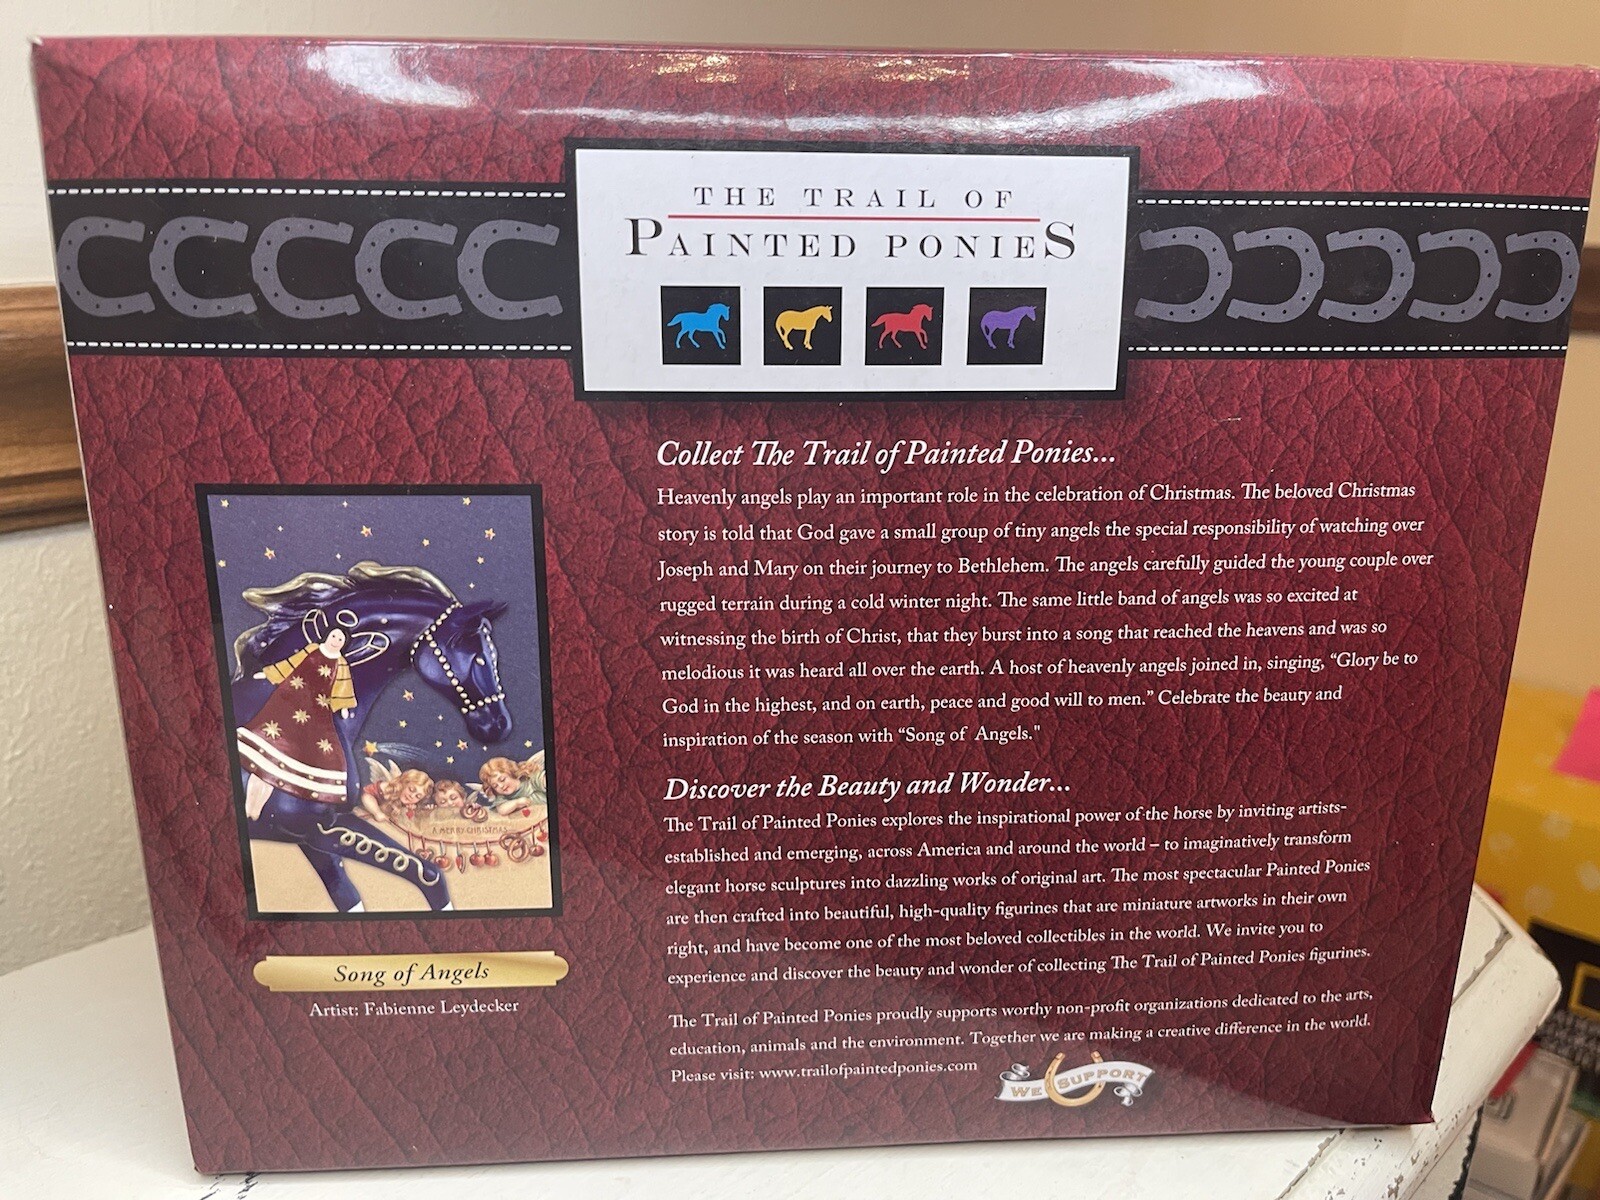 THE TRAIL OF
PAINTED PONIES
Collect The Trail of Painted Ponies...
Heavenly angels play an important role in the celebration of Christmas. The beloved Christmas
story is told that God gave a small group of tiny angels the special responsibility of watching over
Joseph and Mary on their journey to Bethlehem. The angels carefully guided the young couple over
rugged terrain during a cold winter night. The same little band of angels was so excited at
witnessing the birth of Christ, that they burst into a song that reached the heavens and was so
melodious it was heard all over the earth. A host of heavenly angels joined in, singing, “Glory be to
God in the highest, and on earth, peace and good will to men.” Celebrate the beauty and
inspiration of the season with “Song of Angels."
Discover the Beauty and Wonder...
The Trail of Painted Ponies explores the inspirational power of the horse by inviting artists-
established and emerging, across America and around the world – to imaginatively transform
elegant horse sculptures into dazzling works of original art. The most spectacular Painted Ponies
are then crafted into beautiful, high-quality figurines that are miniature artworks in their own
right, and have become one of the most beloved collectibles in the world. We invite you to
experience and discover the beauty and wonder of collecting The Trail of Painted Ponies figurines.
The Trail of Painted Ponies proudly supports worthy non-profit organizations dedicated to the arts,
education, animals and the environment. Together we are making a creative difference in the world.
Please visit: www.trailofpaintedponies.com
WE SUPPORT
A MERRY CHRISTMAS
Song of Angels
Artist: Fabienne Leydecker